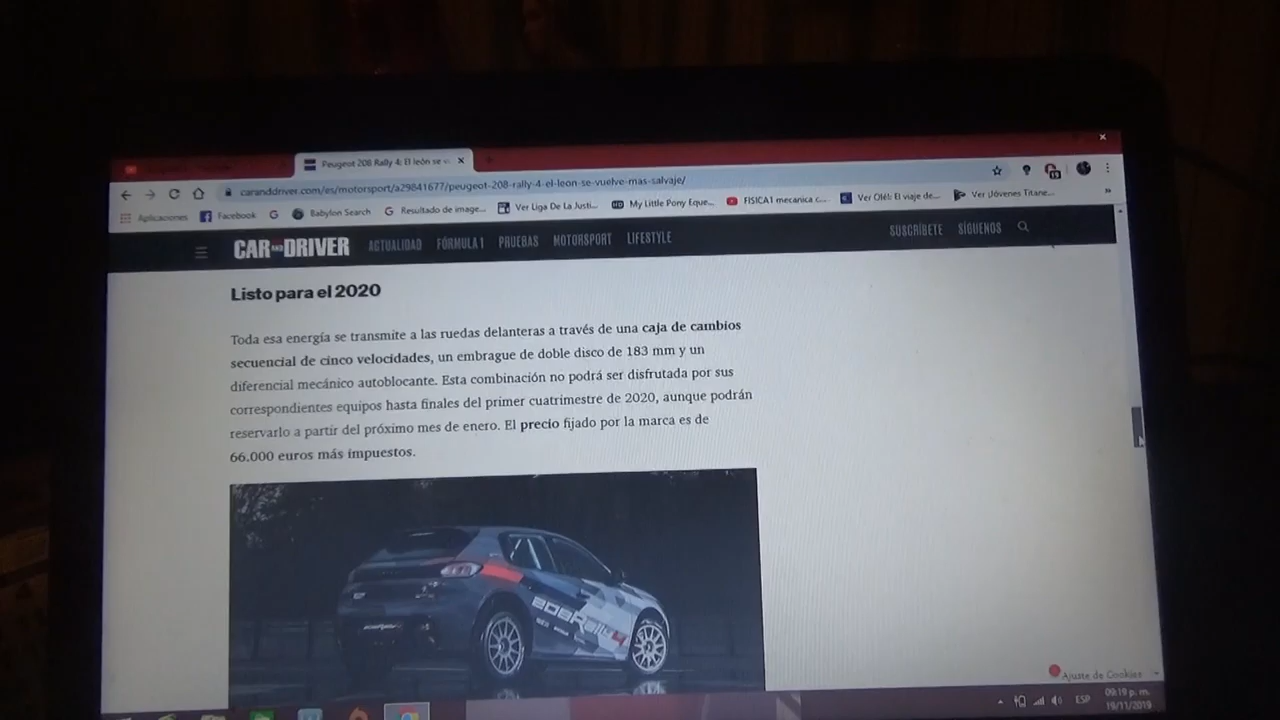 Peugeot 208 Rally 4: El león se v
caranddriver.com/es/motorsport/a29841677/peugeot-208-rally-4-el-leon-se-vuelve-mas-salvaje/
Aplicaciones Facebook Babylon Search Resultado de image... Ver Liga De La Justi... My Little Pony Eque... FISICA1 mecanica c... Ver Olé!: El viaje de... Ver ¡Jóvenes Titane...
CAR AND DRIVER ACTUALIDAD FÓRMULA 1 PRUEBAS MOTORSPORT LIFESTYLE SUSCRÍBETE SÍGUENOS
Listo para el 2020
Toda esa energía se transmite a las ruedas delanteras a través de una caja de cambios
secuencial de cinco velocidades, un embrague de doble disco de 183 mm y un
diferencial mecánico autoblocante. Esta combinación no podrá ser disfrutada por sus
correspondientes equipos hasta finales del primer cuatrimestre de 2020, aunque podrán
reservarlo a partir del próximo mes de enero. El precio fijado por la marca es de
66.000 euros más impuestos.
208Rally4
Ajuste de Cookies
ESP
09:19 p. m.
19/11/2019